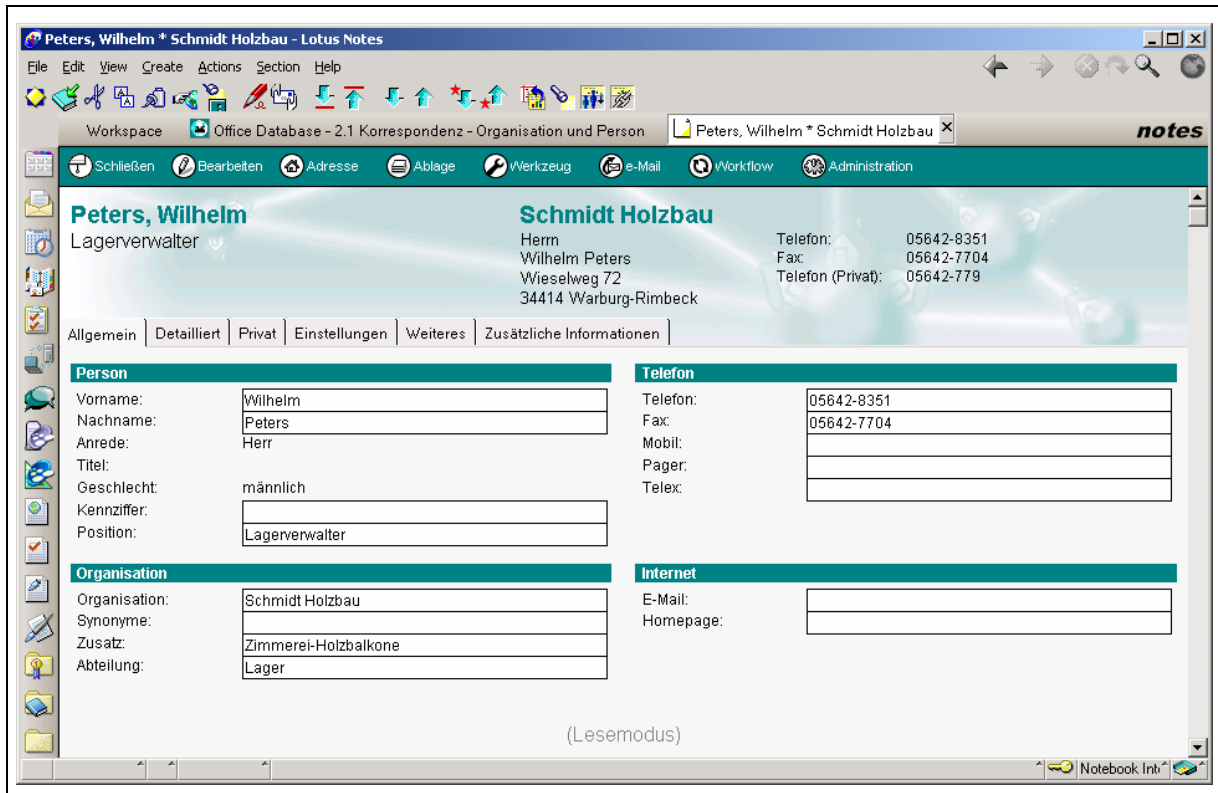 Peters, Wilhelm * Schmidt Holzbau - Lotus Notes
File Edit View Create Actions Section Help
Workspace Office Database - 2.1 Korrespondenz - Organisation und Person Peters, Wilhelm * Schmidt Holzbau notes
Schließen Bearbeiten Adresse Ablage Werkzeug e-Mail Workflow Administration
Peters, Wilhelm Schmidt Holzbau
Lagerverwalter Herrn Telefon: 05642-8351
Wilhelm Peters Fax: 05642-7704
Wieselweg 72 Telefon (Privat): 05642-779
34414 Warburg-Rimbeck
Allgemein Detailliert Privat Einstellungen Weiteres Zusätzliche Informationen
Person Telefon
Vorname: Wilhelm Telefon: 05642-8351
Nachname: Peters Fax: 05642-7704
Anrede: Herr Mobil:
Titel: Pager:
Geschlecht: männlich Telex:
Kennziffer:
Position: Lagerverwalter
Organisation Internet
Organisation: Schmidt Holzbau E-Mail:
Synonyme: Homepage:
Zusatz: Zimmerei-Holzbalkone
Abteilung: Lager
(Lesemodus)
Notebook